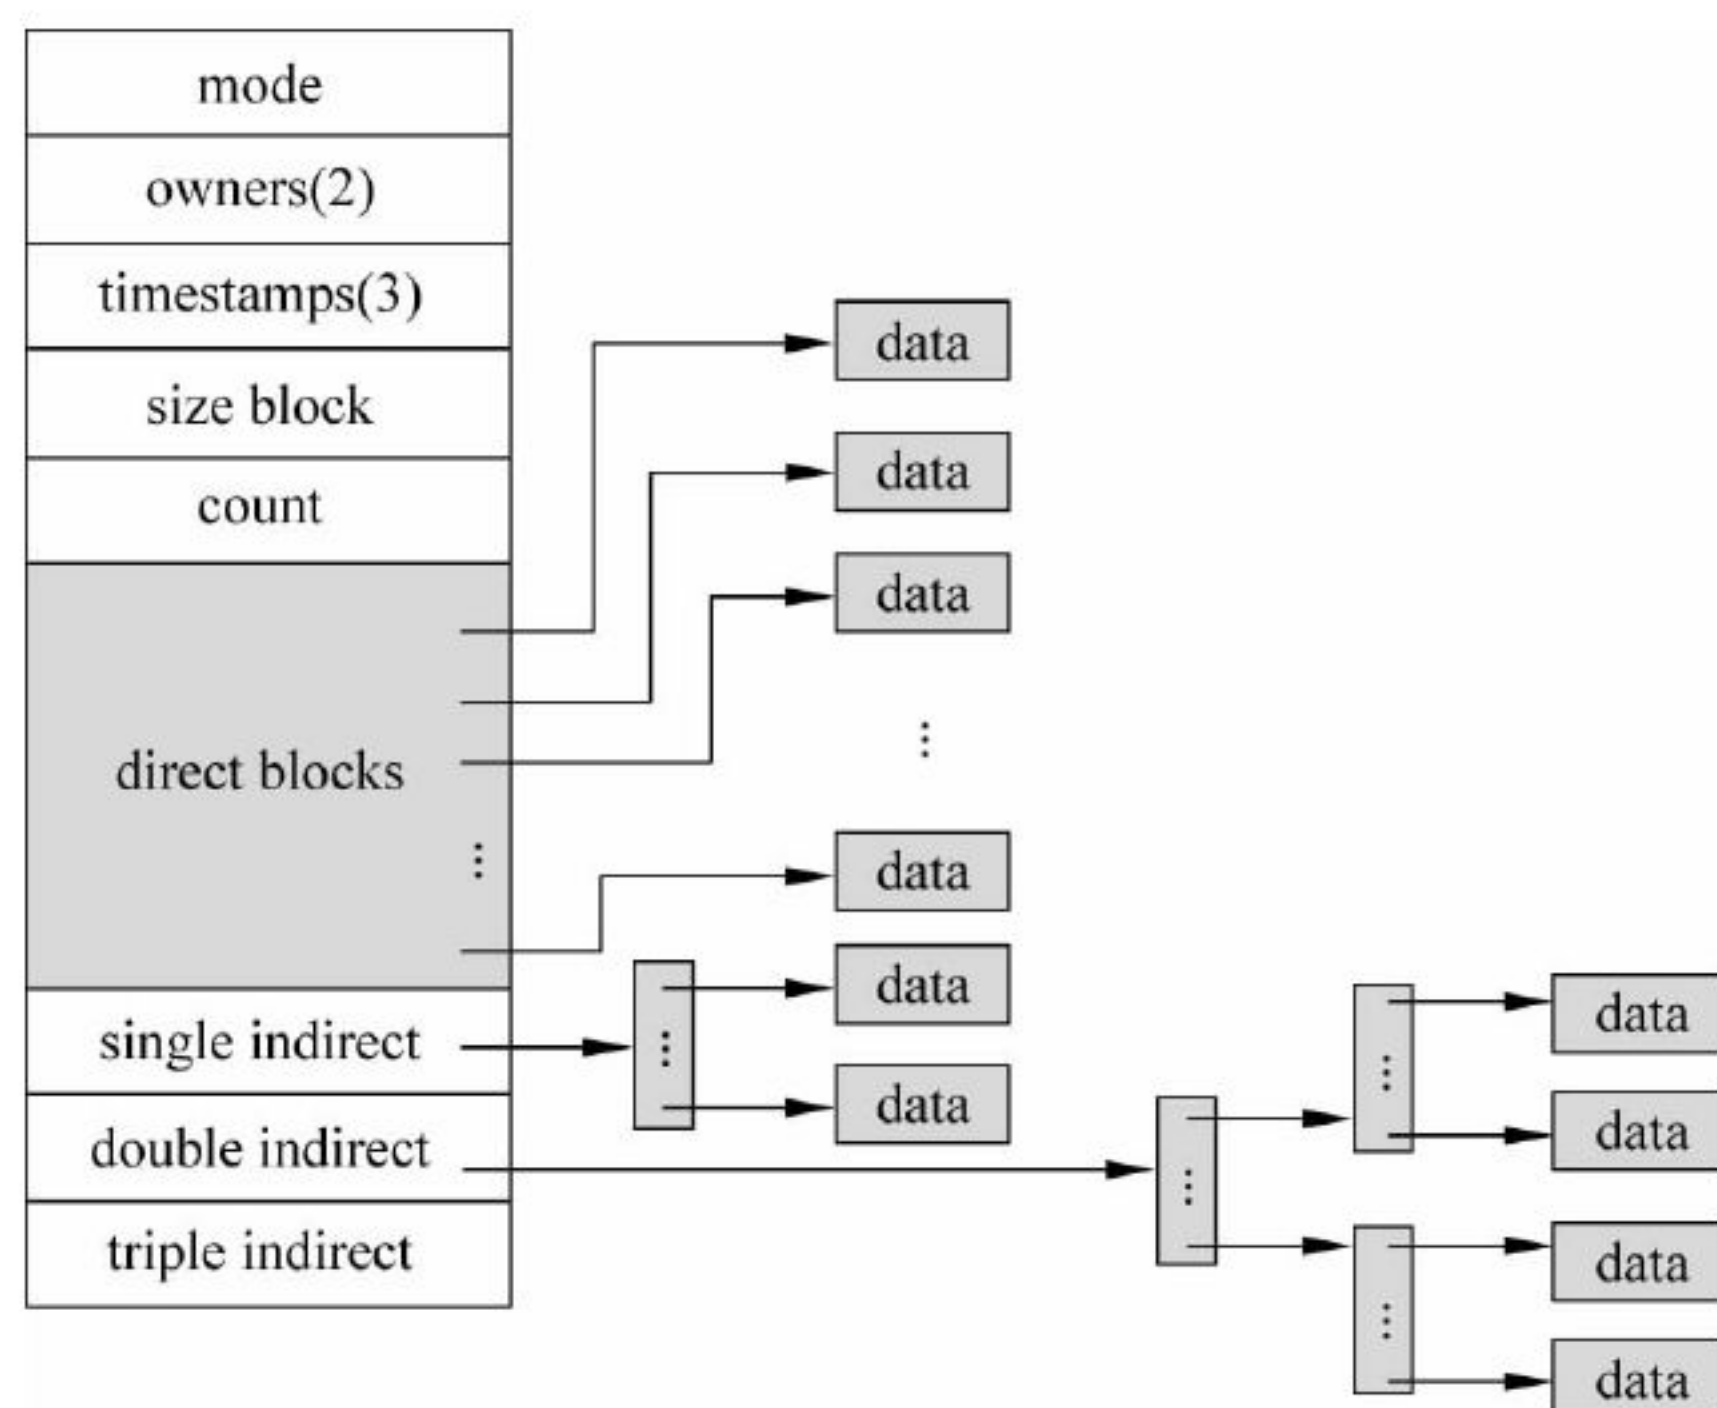 mode
owners(2)
timestamps(3)
size block
count
direct blocks
⋮
single indirect
double indirect
triple indirect
data
data
data
⋮
data
⋮
data
data
⋮
⋮
data
data
⋮
data
data